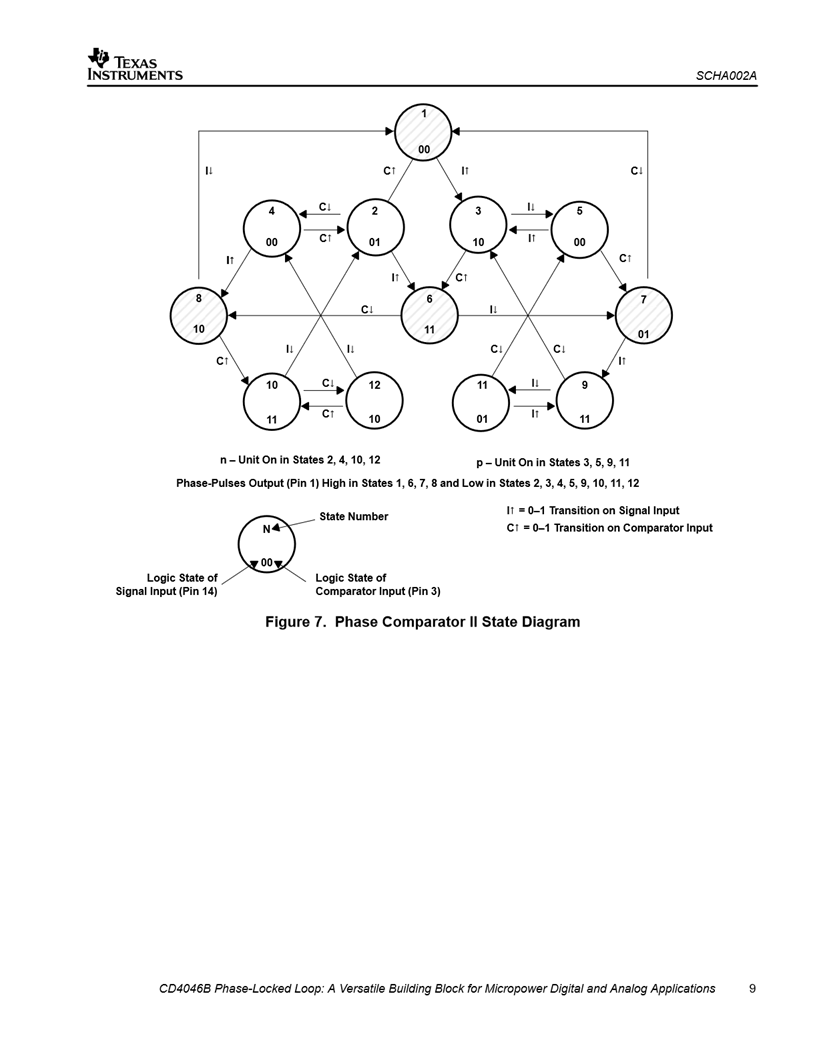 TEXAS
INSTRUMENTS
SCHA002A
1
00
I↓
C↑
I↑
C↓
4
00
C↓
C↑
2
01
3
10
I↓
I↑
5
00
I↑
I↑
C↑
C↑
8
10
C↓
6
11
I↓
7
01
C↑
I↓
I↓
C↓
C↓
I↑
10
11
C↓
C↑
12
10
11
01
I↓
I↑
9
11
n – Unit On in States 2, 4, 10, 12
p – Unit On in States 3, 5, 9, 11
Phase-Pulses Output (Pin 1) High in States 1, 6, 7, 8 and Low in States 2, 3, 4, 5, 9, 10, 11, 12
I↑ = 0–1 Transition on Signal Input
C↑ = 0–1 Transition on Comparator Input
N
State Number
00
Logic State of
Signal Input (Pin 14)
Logic State of
Comparator Input (Pin 3)
Figure 7. Phase Comparator II State Diagram
CD4046B Phase-Locked Loop: A Versatile Building Block for Micropower Digital and Analog Applications 9